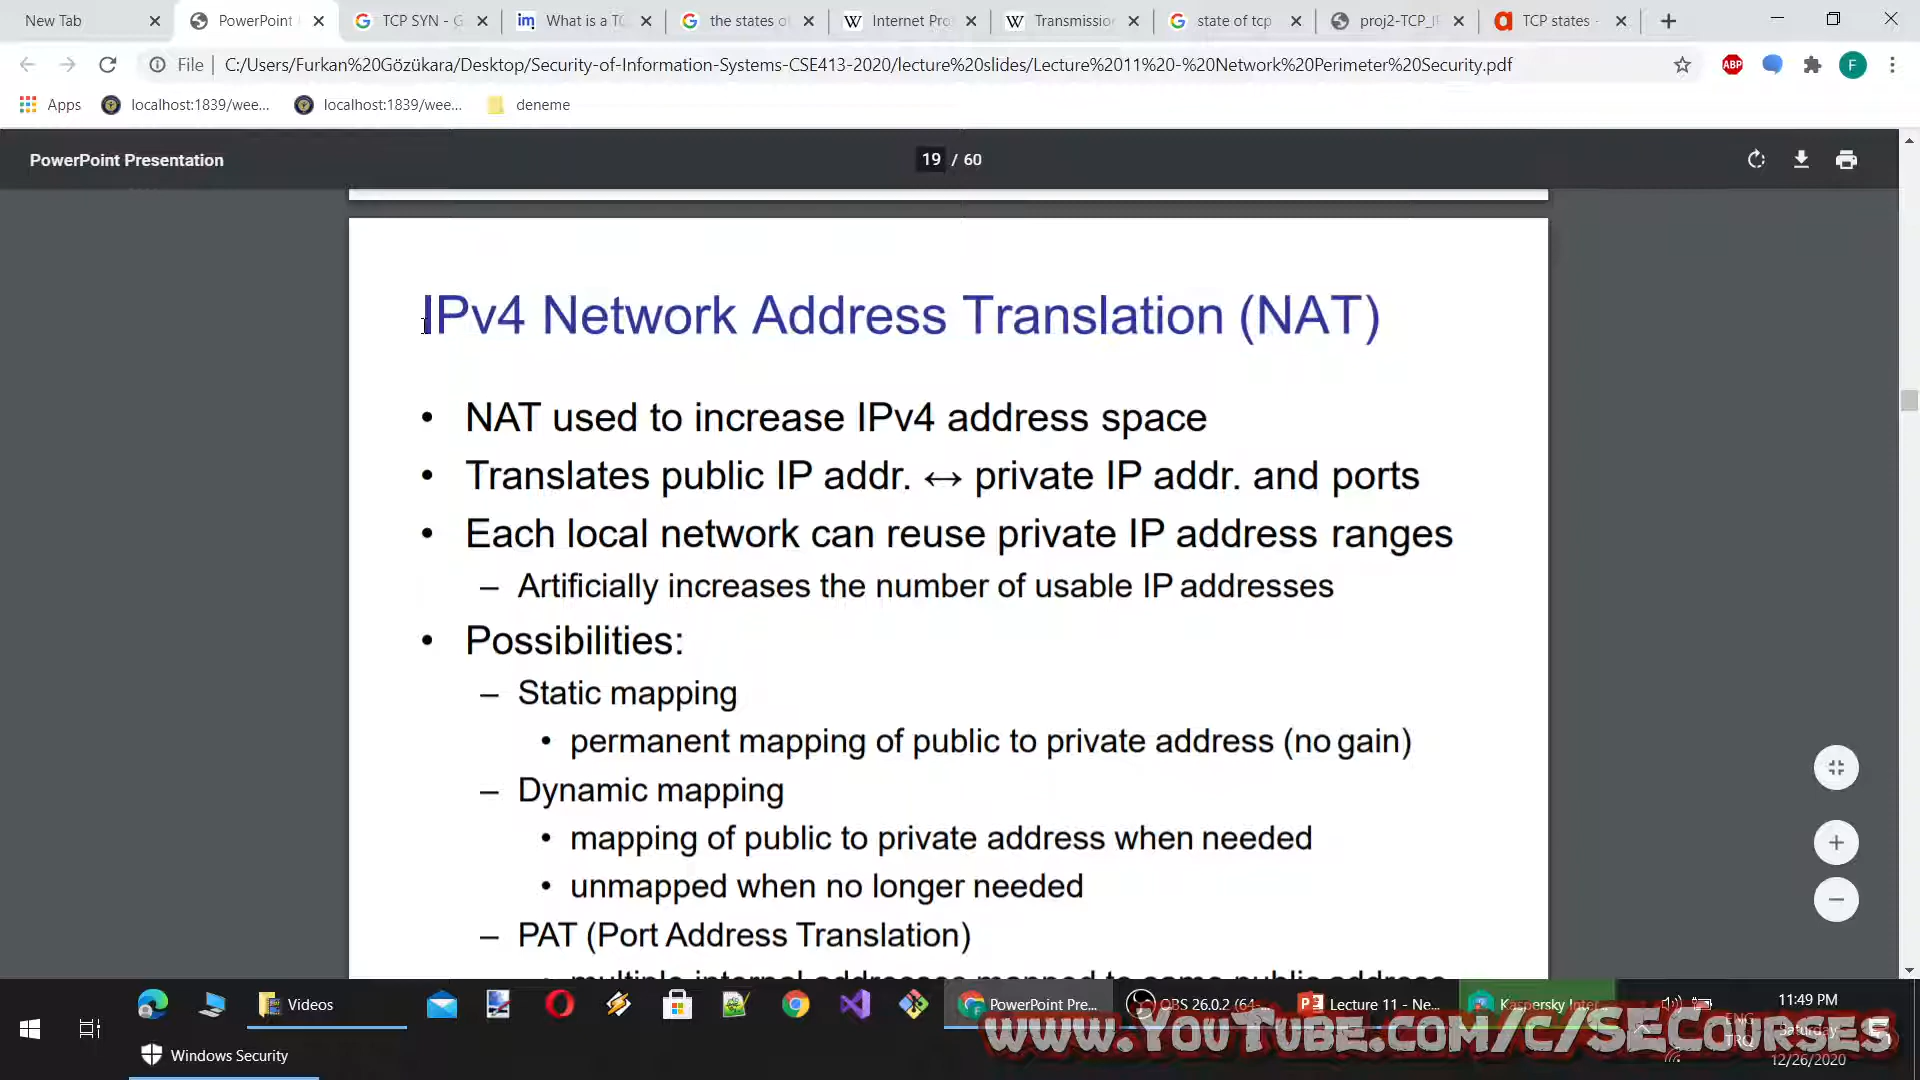 New Tab
PowerPoint
TCP SYN - G
What is a TC
the states o
Internet Pro
Transmissio
state of tcp
proj2-TCP_I
TCP states -
File | C:/Users/Furkan%20Gözükara/Desktop/Security-of-Information-Systems-CSE413-2020/lecture%20slides/Lecture%2011%20-%20Network%20Perimeter%20Security.pdf
ABP
F
Apps
localhost:1839/wee...
localhost:1839/wee...
deneme
PowerPoint Presentation
19 / 60
IPv4 Network Address Translation (NAT)
• NAT used to increase IPv4 address space
• Translates public IP addr. ↔ private IP addr. and ports
• Each local network can reuse private IP address ranges
– Artificially increases the number of usable IP addresses
• Possibilities:
– Static mapping
• permanent mapping of public to private address (no gain)
– Dynamic mapping
• mapping of public to private address when needed
• unmapped when no longer needed
– PAT (Port Address Translation)
• multiple internal addresses mapped to same public address
Videos
PowerPoint Pre...
OBS 26.0.2 (64-...
Lecture 11 - Ne...
Kaspersky Inter...
11:49 PM
ENG
Saturday
www.YouTube.com/c/SECourses
TRQ
Windows Security
12/26/2020